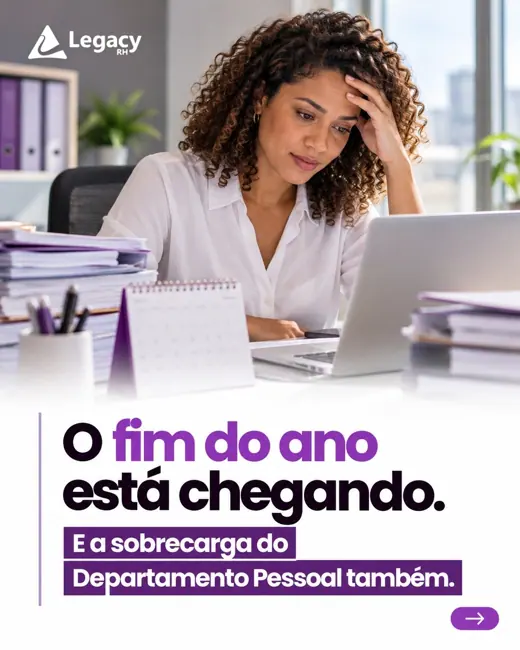 Legacy
RH
O fim do ano
está chegando.
E a sobrecarga do
Departamento Pessoal também.